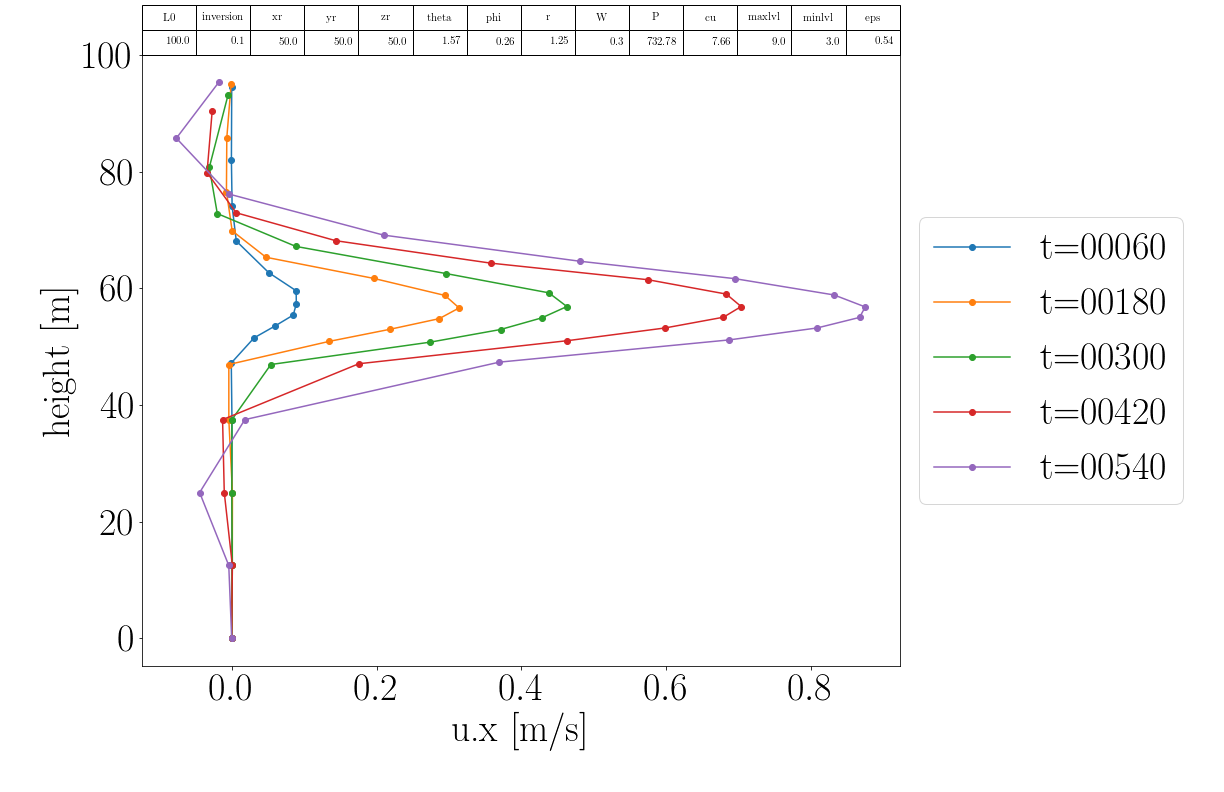 L0 inversion xr yr zr theta phi r W P cu maxlvl minlvl eps
100.0 0.1 50.0 50.0 50.0 1.57 0.26 1.25 0.3 732.78 7.66 9.0 3.0 0.54
100
80
60
40
20
0
height [m]
0.0 0.2 0.4 0.6 0.8
u.x [m/s]
t=00060
t=00180
t=00300
t=00420
t=00540